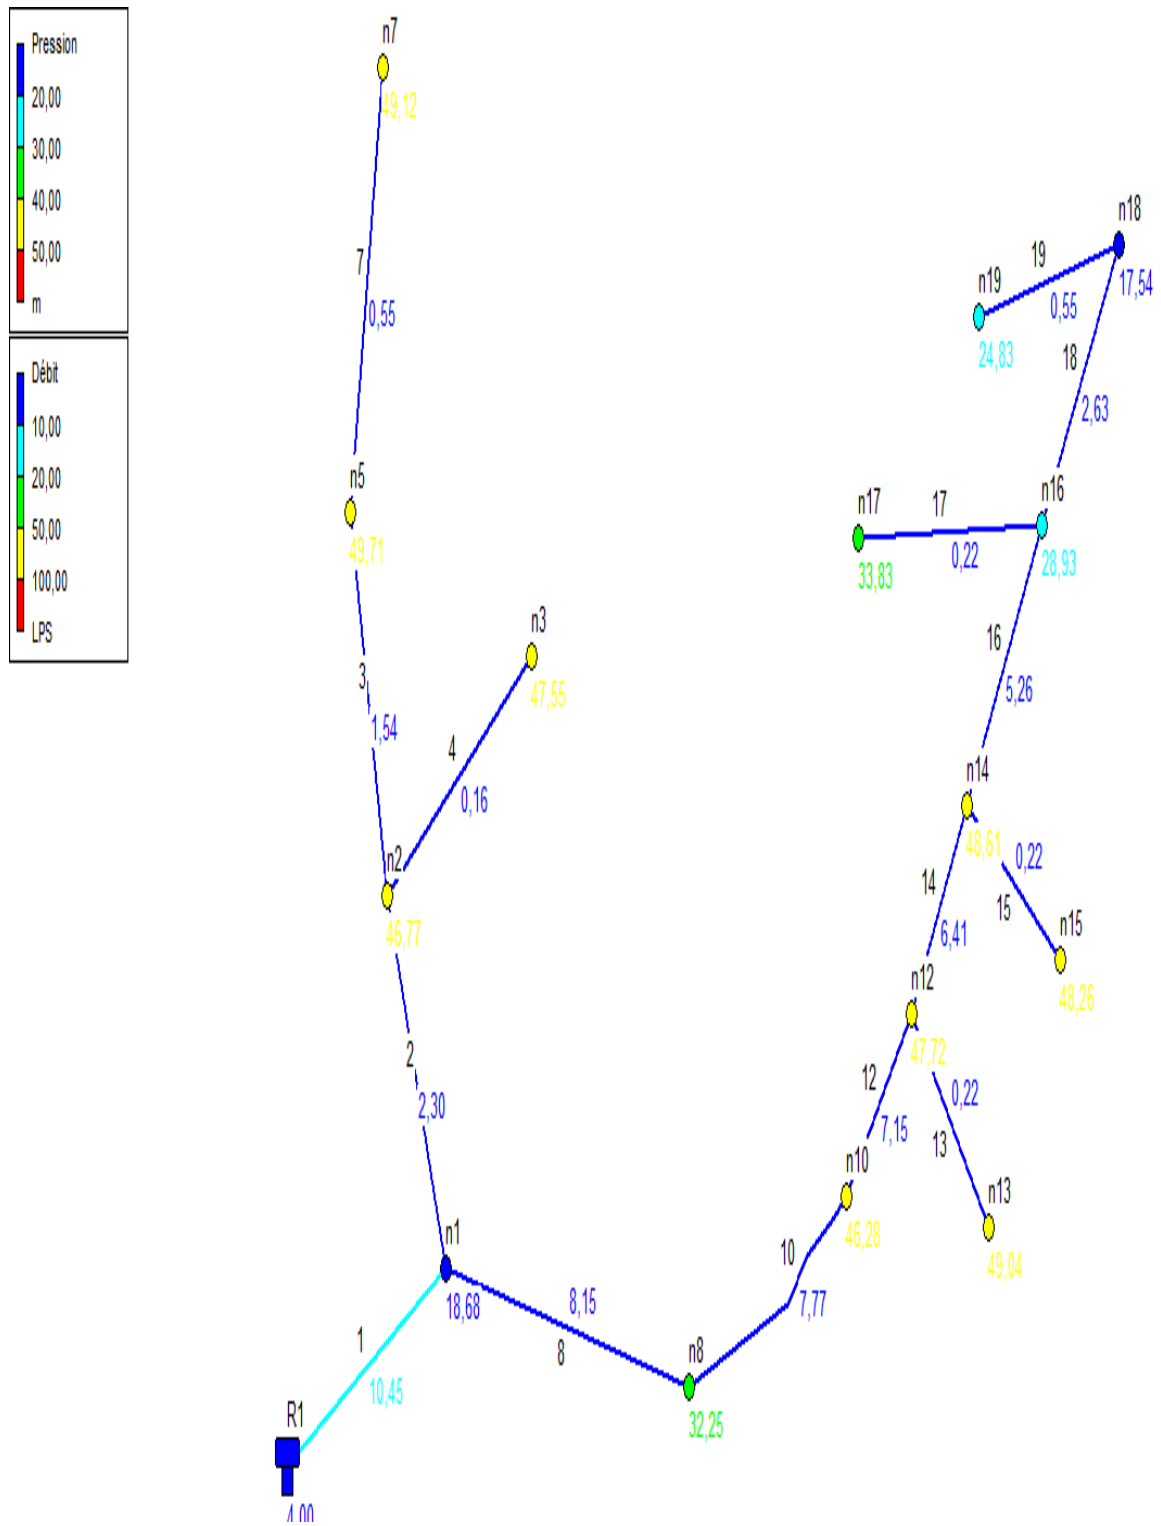 Pression
20,00
30,00
40,00
50,00
m
Débit
10,00
20,00
50,00
100,00
LPS
n7
49,12
7
0,55
n5
49,71
3
1,54
n3
47,55
4
0,16
n2
46,77
2
2,30
n1
18,68
1
10,45
R1
4,00
8,15
8
n8
32,25
10
7,77
n10
46,28
12
7,15
n12
47,72
0,22
13
n13
49,04
14
6,41
n14
48,61
0,22
15
n15
48,26
16
5,26
n16
28,93
17
0,22
n17
33,83
18
2,63
n18
17,54
19
0,55
n19
24,83